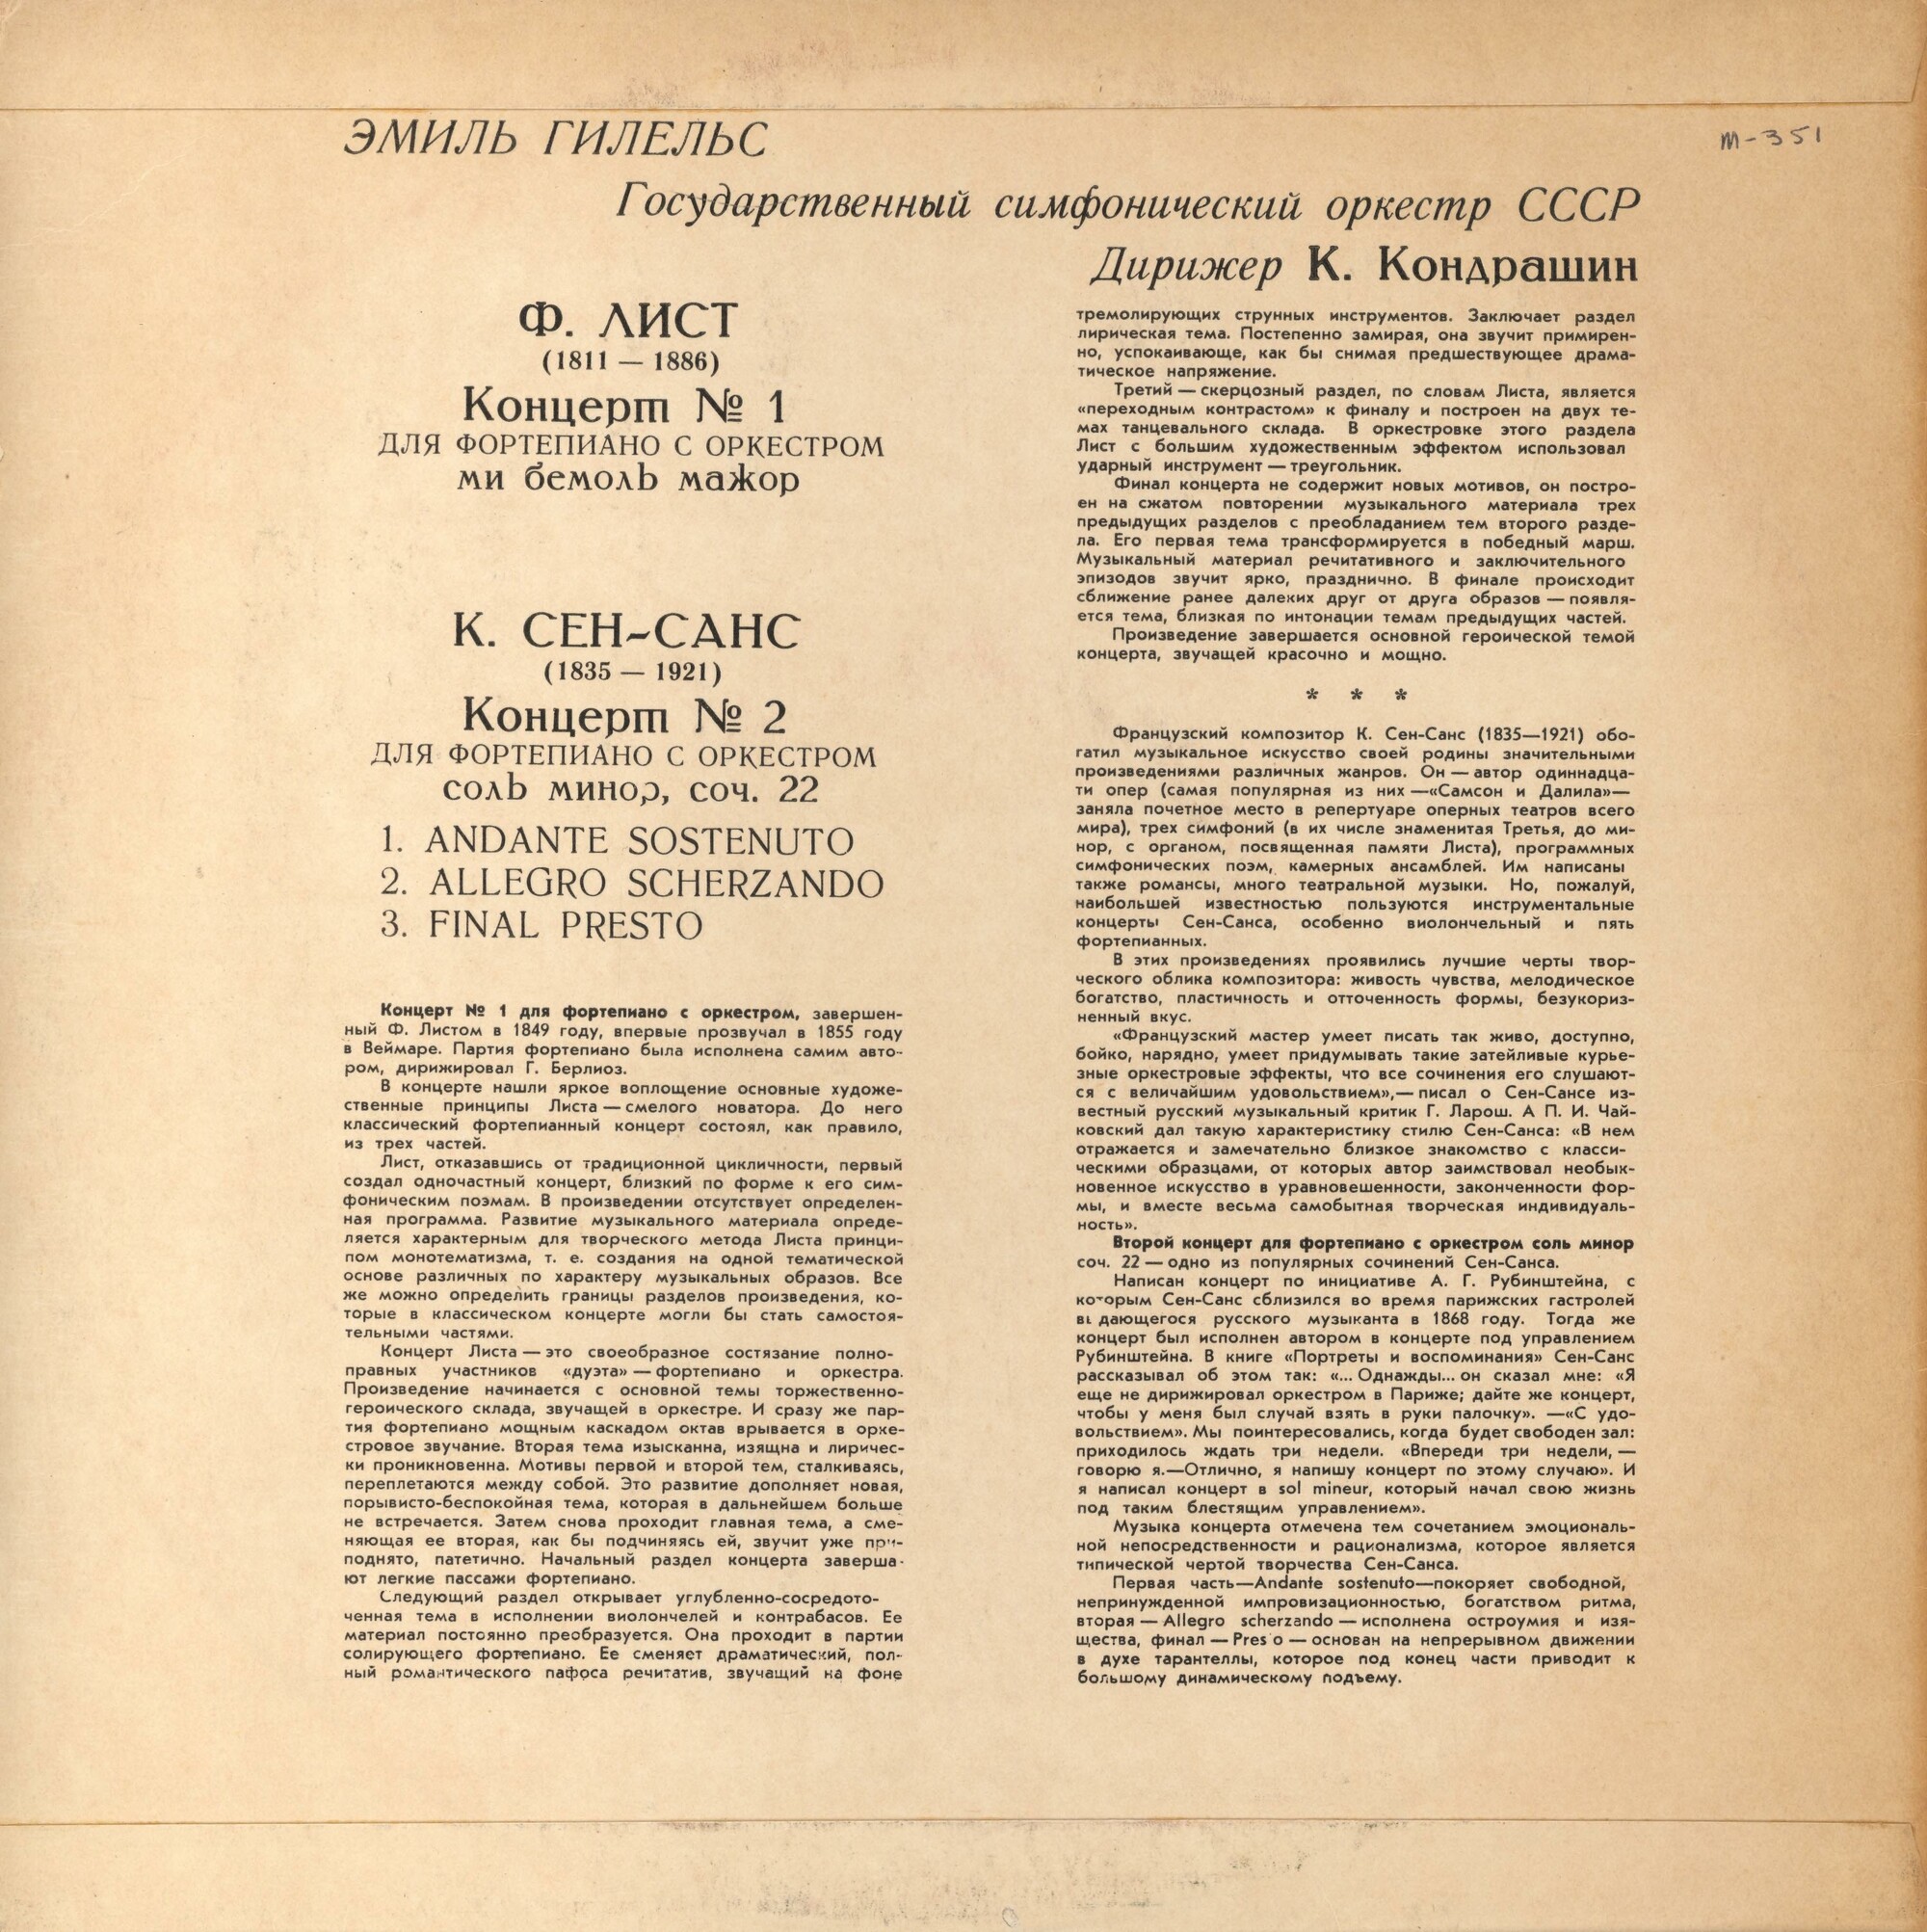 ЭМИЛЬ ГИЛЕЛЬС
м-351
Государственный симфонический оркестр СССР
Дирижер К. Кондрашин
Ф. ЛИСТ
(1811 — 1886)
Концерт № 1
ДЛЯ ФОРТЕПИАНО С ОРКЕСТРОМ
ми бемоль мажор
К. СЕН-САНС
(1835 — 1921)
Концерт № 2
ДЛЯ ФОРТЕПИАНО С ОРКЕСТРОМ
соль минор, соч. 22
1. ANDANTE SOSTENUTO
2. ALLEGRO SCHERZANDO
3. FINAL PRESTO
Концерт № 1 для фортепиано с оркестром, завершен-
ный Ф. Листом в 1849 году, впервые прозвучал в 1855 году
в Веймаре. Партия фортепиано была исполнена самим авто-
ром, дирижировал Г. Берлиоз.
В концерте нашли яркое воплощение основные художе-
ственные принципы Листа — смелого новатора. До него
классический фортепианный концерт состоял, как правило,
из трех частей.
Лист, отказавшись от традиционной цикличности, первый
создал одночастный концерт, близкий по форме к его сим-
фоническим поэмам. В произведении отсутствует определен-
ная программа. Развитие музыкального материала опреде-
ляется характерным для творческого метода Листа принци-
пом монотематизма, т. е. создания на одной тематической
основе различных по характеру музыкальных образов. Все
же можно определить границы разделов произведения, ко-
торые в классическом концерте могли бы стать самостоя-
тельными частями.
Концерт Листа — это своеобразное состязание полно-
правных участников «дуэта» — фортепиано и оркестра.
Произведение начинается с основной темы торжественно-
героического склада, звучащей в оркестре. И сразу же пар-
тия фортепиано мощным каскадом октав врывается в орке-
стровое звучание. Вторая тема изысканна, изящна и лиричес-
ки проникновенна. Мотивы первой и второй тем, сталкиваясь,
переплетаются между собой. Это развитие дополняет новая,
порывисто-беспокойная тема, которая в дальнейшем больше
не встречается. Затем снова проходит главная тема, а сме-
няющая ее вторая, как бы подчиняясь ей, звучит уже при-
поднято, патетично. Начальный раздел концерта заверша-
ют легкие пассажи фортепиано.
Следующий раздел открывает углубленно-сосредото-
ченная тема в исполнении виолончелей и контрабасов. Ее
материал постоянно преобразуется. Она проходит в партии
солирующего фортепиано. Ее сменяет драматический, пол-
ный романтического пафоса речитатив, звучащий на фоне
тремолирующих струнных инструментов. Заключает раздел
лирическая тема. Постепенно замирая, она звучит примирен-
но, успокаивающе, как бы снимая предшествующее драма-
тическое напряжение.
Третий — скерцозный раздел, по словам Листа, является
«переходным контрастом» к финалу и построен на двух те-
мах танцевального склада. В оркестровке этого раздела
Лист с большим художественным эффектом использовал
ударный инструмент — треугольник.
Финал концерта не содержит новых мотивов, он постро-
ен на сжатом повторении музыкального материала трех
предыдущих разделов с преобладанием тем второго разде-
ла. Его первая тема трансформируется в победный марш.
Музыкальный материал речитативного и заключительного
эпизодов звучит ярко, празднично. В финале происходит
сближение ранее далеких друг от друга образов — появля-
ется тема, близкая по интонации темам предыдущих частей.
Произведение завершается основной героической темой
концерта, звучащей красочно и мощно.
* * *
Французский композитор К. Сен-Санс (1835—1921) обо-
гатил музыкальное искусство своей родины значительными
произведениями различных жанров. Он — автор одиннадца-
ти опер (самая популярная из них —«Самсон и Далила»—
заняла почетное место в репертуаре оперных театров всего
мира), трех симфоний (в их числе знаменитая Третья, до ми-
нор, с органом, посвященная памяти Листа), программных
симфонических поэм, камерных ансамблей. Им написаны
также романсы, много театральной музыки. Но, пожалуй,
наибольшей известностью пользуются инструментальные
концерты Сен-Санса, особенно виолончельный и пять
фортепианных.
В этих произведениях проявились лучшие черты твор-
ческого облика композитора: живость чувства, мелодическое
богатство, пластичность и отточенность формы, безукориз-
ненный вкус.
«Французский мастер умеет писать так живо, доступно,
бойко, нарядно, умеет придумывать такие затейливые курье-
зные оркестровые эффекты, что все сочинения его слушают-
ся с величайшим удовольствием»,— писал о Сен-Сансе из-
вестный русский музыкальный критик Г. Ларош. А П. И. Чай-
ковский дал такую характеристику стилю Сен-Санса: «В нем
отражается и замечательно близкое знакомство с класси-
ческими образцами, от которых автор заимствовал необык-
новенное искусство в уравновешенности, законченности фор-
мы, и вместе весьма самобытная творческая индивидуаль-
ность».
Второй концерт для фортепиано с оркестром соль минор
соч. 22 — одно из популярных сочинений Сен-Санса.
Написан концерт по инициативе А. Г. Рубинштейна, с
которым Сен-Санс сблизился во время парижских гастролей
выдающегося русского музыканта в 1868 году. Тогда же
концерт был исполнен автором в концерте под управлением
Рубинштейна. В книге «Портреты и воспоминания» Сен-Санс
рассказывал об этом так: «... Однажды... он сказал мне: «Я
еще не дирижировал оркестром в Париже; дайте же концерт,
чтобы у меня был случай взять в руки палочку». —«С удо-
вольствием». Мы поинтересовались, когда будет свободен зал:
приходилось ждать три недели. «Впереди три недели, —
говорю я.—Отлично, я напишу концерт по этому случаю». И
я написал концерт в sol mineur, который начал свою жизнь
под таким блестящим управлением».
Музыка концерта отмечена тем сочетанием эмоциональ-
ной непосредственности и рационализма, которое является
типической чертой творчества Сен-Санса.
Первая часть—Andante sostenuto—покоряет свободной,
непринужденной импровизационностью, богатством ритма,
вторая — Allegro scherzando — исполнена остроумия и изя-
щества, финал — Pres o — основан на непрерывном движении
в духе тарантеллы, которое под конец части приводит к
большому динамическому подъему.